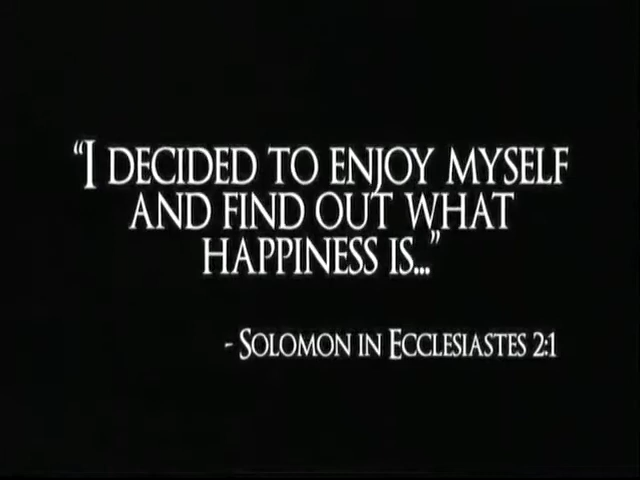 “I DECIDED TO ENJOY MYSELF
AND FIND OUT WHAT
HAPPINESS IS...”
- SOLOMON IN ECCLESIASTES 2:1